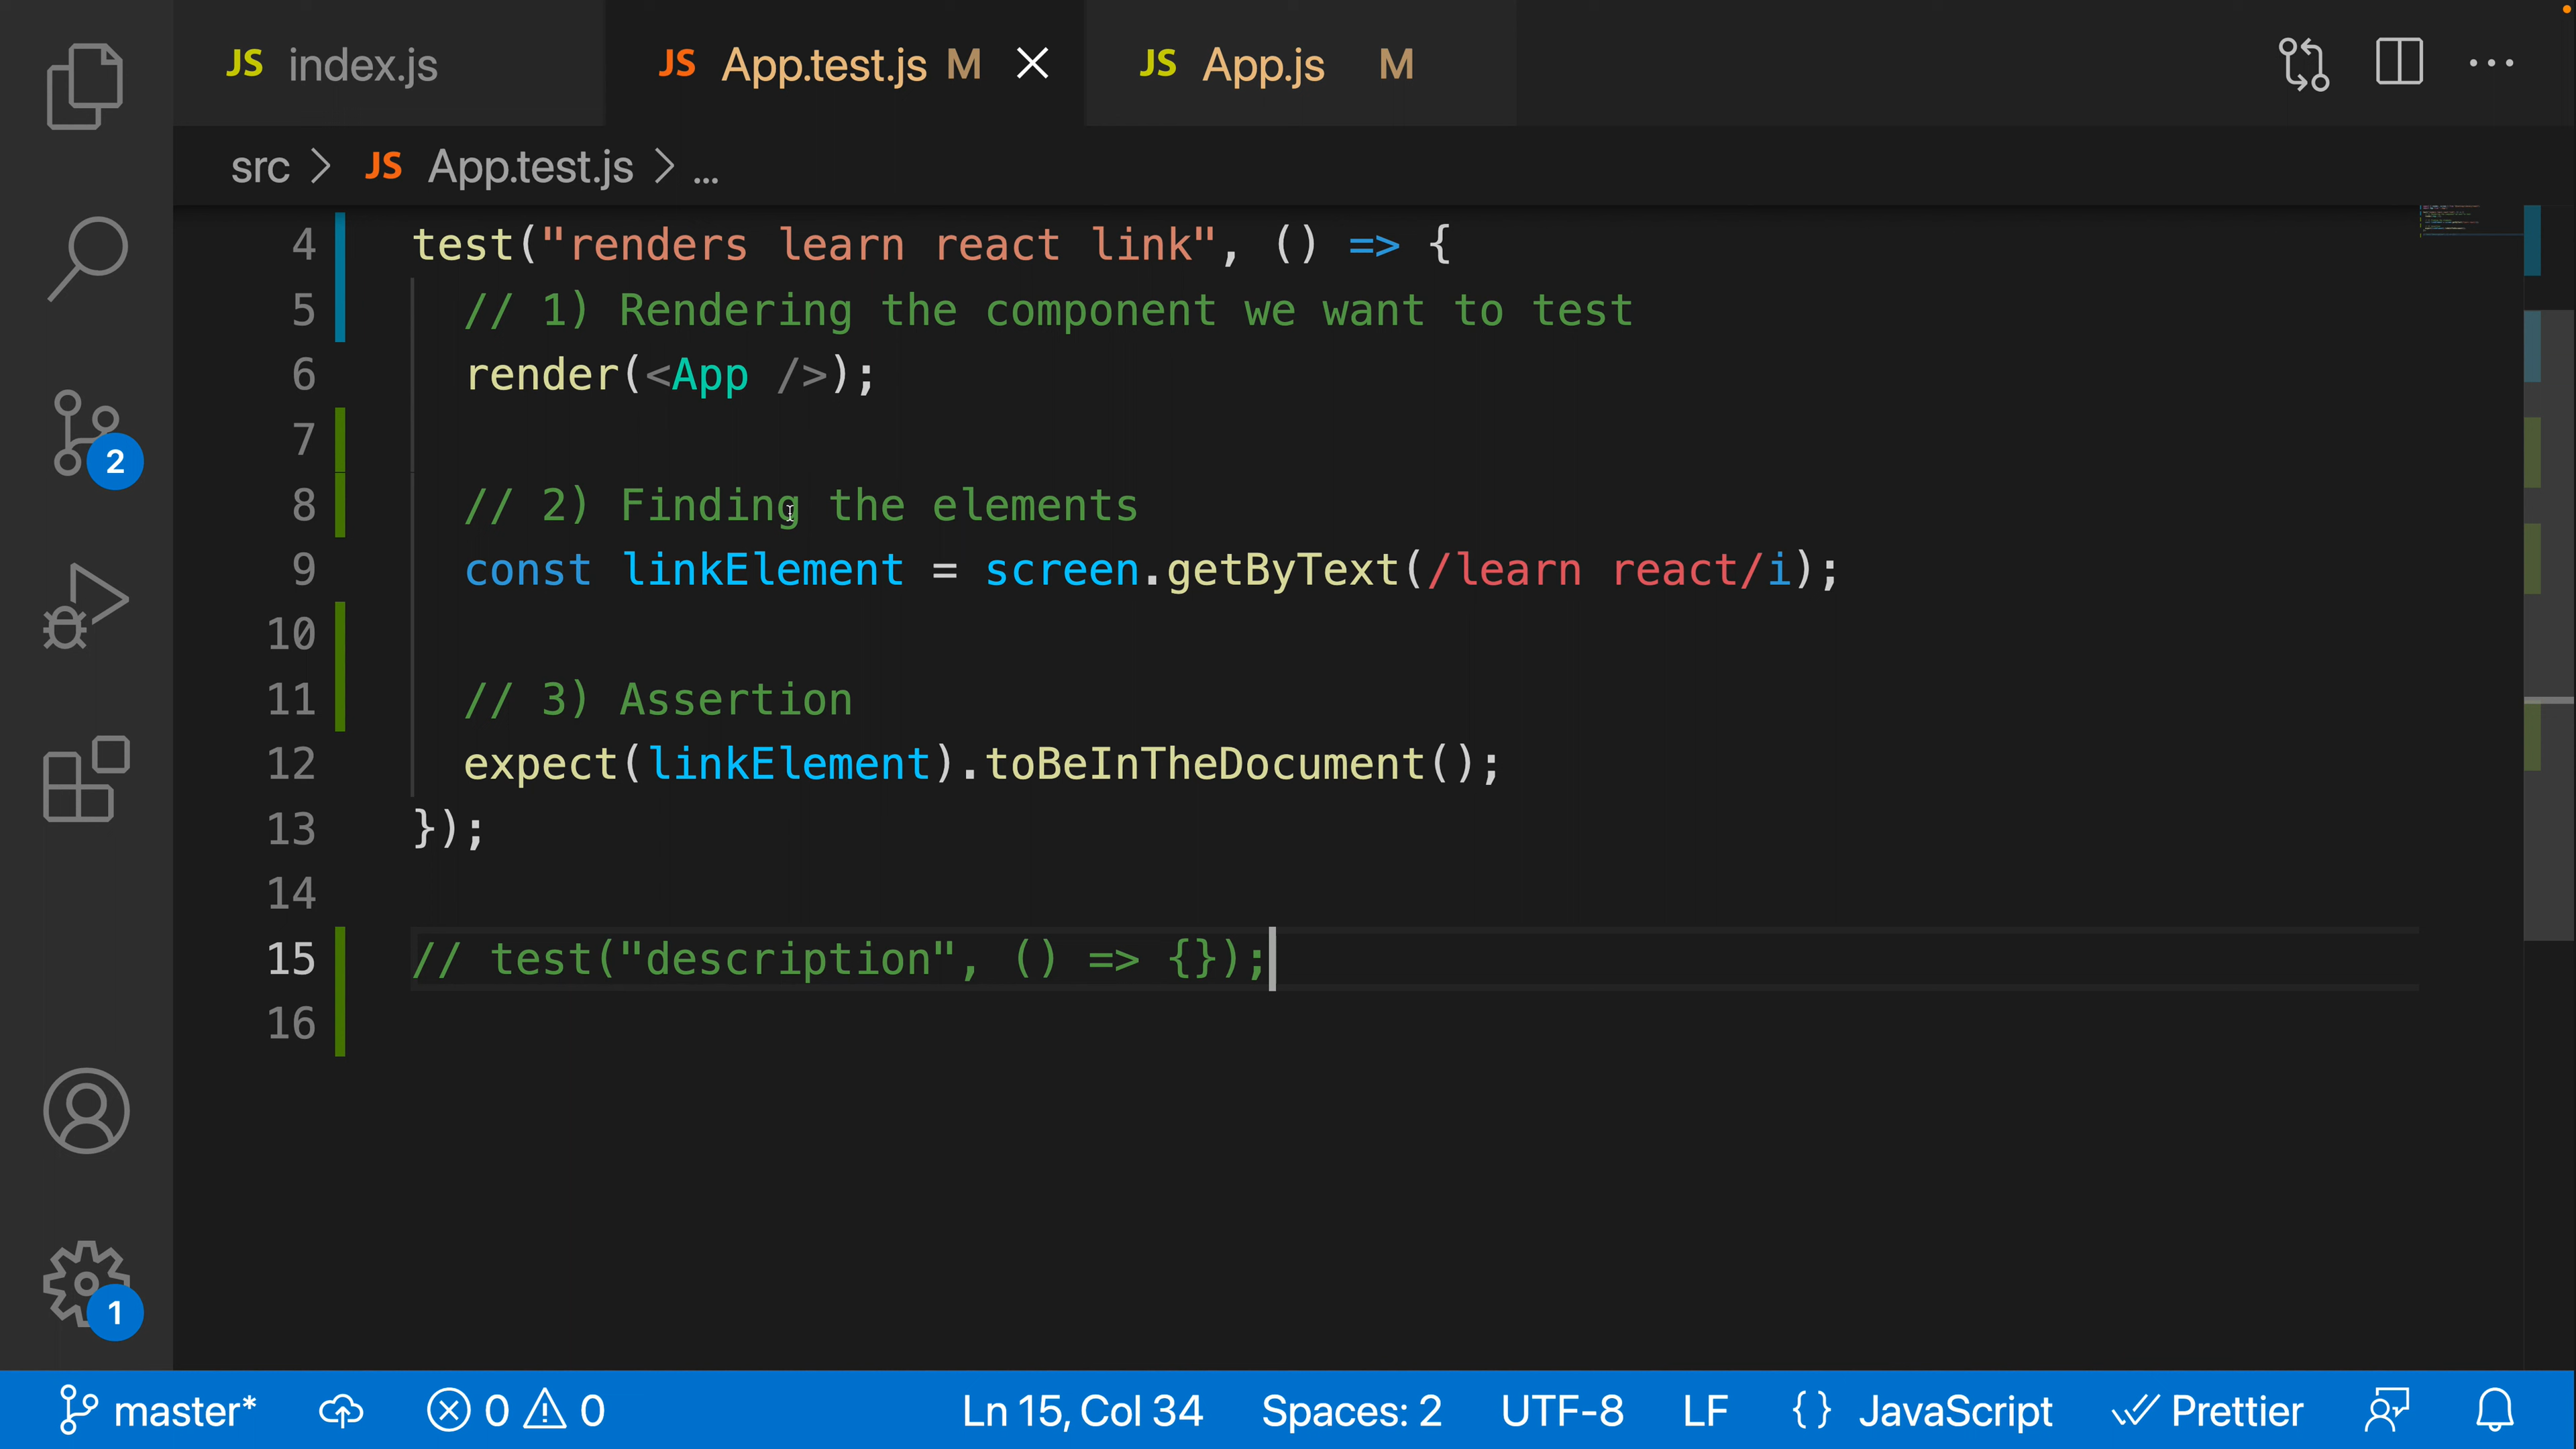 JS index.js JS App.test.js M JS App.js M
src > JS App.test.js > ...
4 test("renders learn react link", () => {
5 // 1) Rendering the component we want to test
6 render(<App />);
7
8 // 2) Finding the elements
9 const linkElement = screen.getByText(/learn react/i);
10
11 // 3) Assertion
12 expect(linkElement).toBeInTheDocument();
13 });
14
15 // test("description", () => {});
16
2
1
master* 0 0 Ln 15, Col 34 Spaces: 2 UTF-8 LF {} JavaScript Prettier